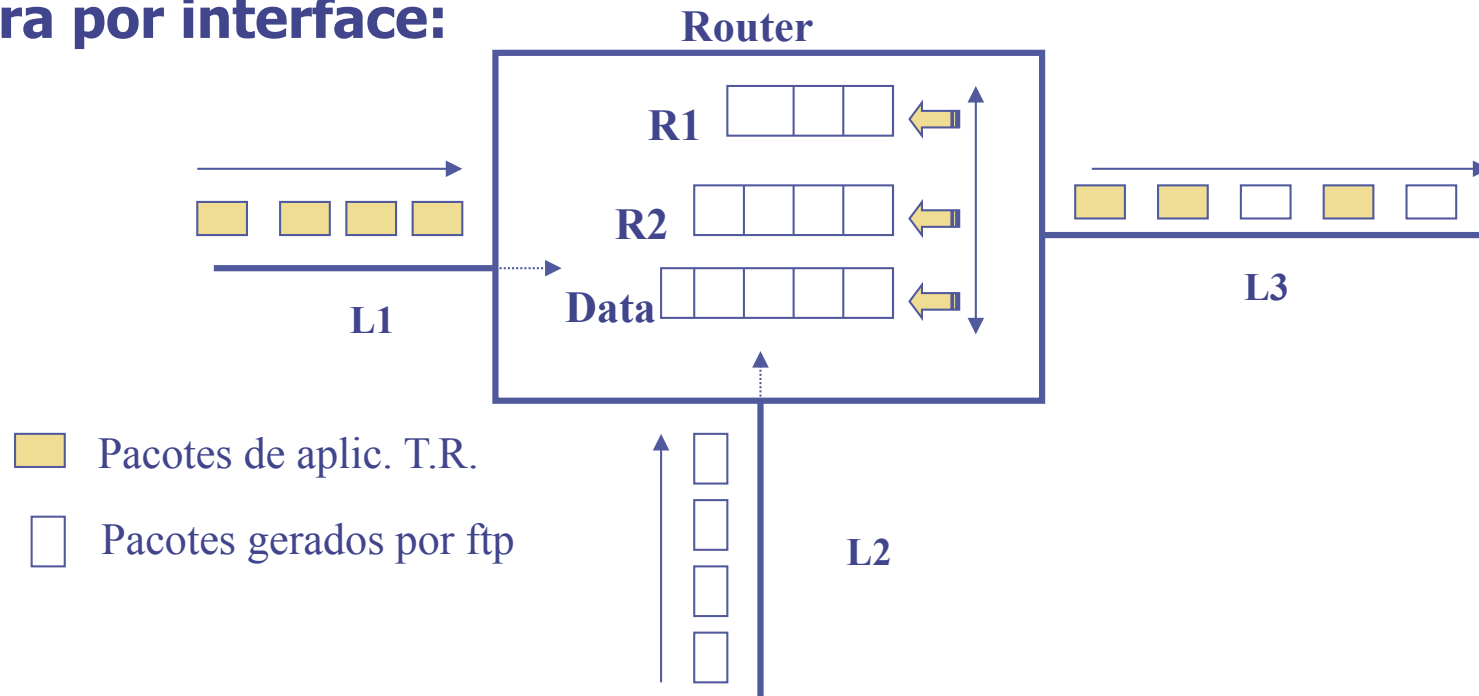 ra por interface:
Router
R1
R2
Data
L1
L3
Pacotes de aplic. T.R.
Pacotes gerados por ftp
L2